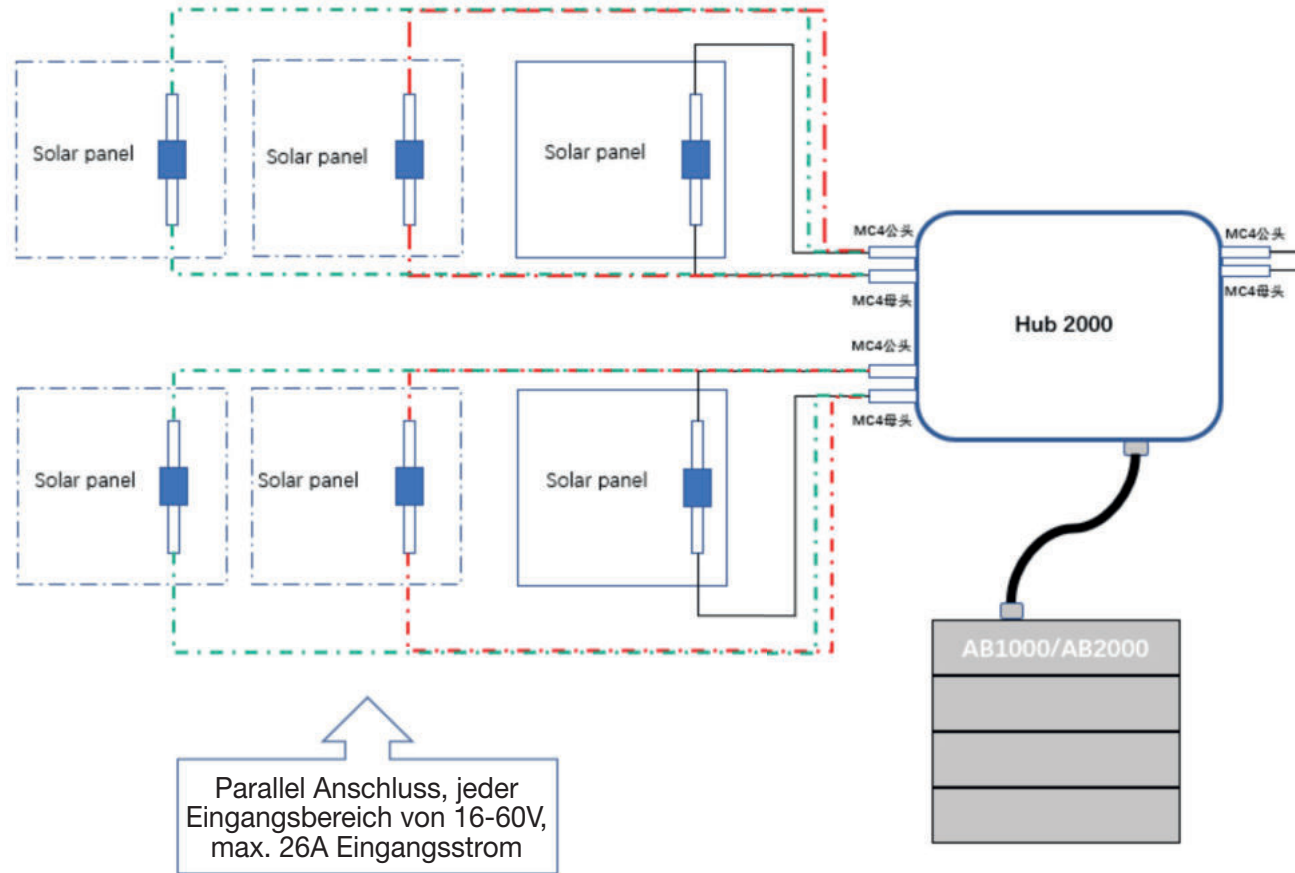 Solar panel
Solar panel
Solar panel
MC4公头
MC4母头
MC4公头
MC4母头
Hub 2000
MC4公头
MC4母头
Solar panel
Solar panel
Solar panel
AB1000/AB2000
Parallel Anschluss, jeder
Eingangsbereich von 16-60V,
max. 26A Eingangsstrom